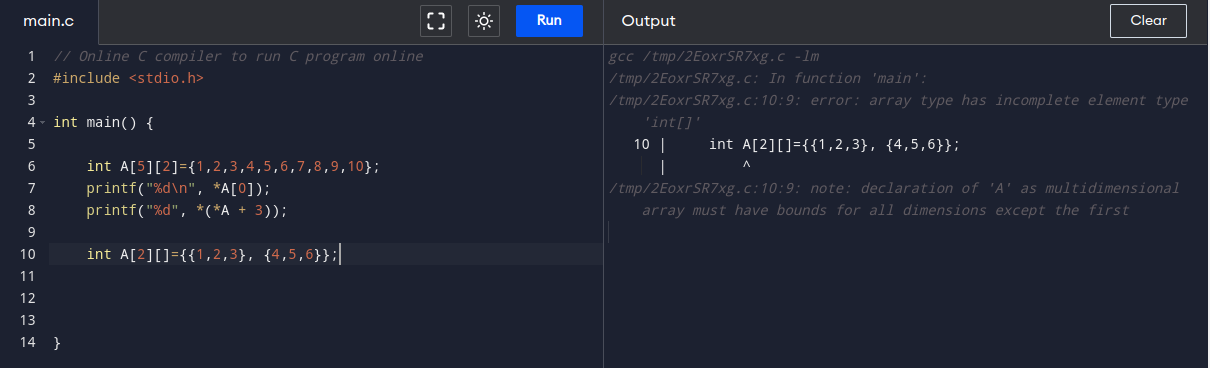 main.c
Run
Output
Clear
1 // Online C compiler to run C program online
2 #include <stdio.h>
3
4 int main() {
5
6     int A[5][2]={1,2,3,4,5,6,7,8,9,10};
7     printf("%d\n", *A[0]);
8     printf("%d", *(*A + 3));
9
10     int A[2][]={{1,2,3}, {4,5,6}};
11
12
13
14 }
gcc /tmp/2EoxrSR7xg.c -lm
/tmp/2EoxrSR7xg.c: In function 'main':
/tmp/2EoxrSR7xg.c:10:9: error: array type has incomplete element type
'int[]'
10 |     int A[2][]={{1,2,3}, {4,5,6}};
|         ^
/tmp/2EoxrSR7xg.c:10:9: note: declaration of 'A' as multidimensional
array must have bounds for all dimensions except the first